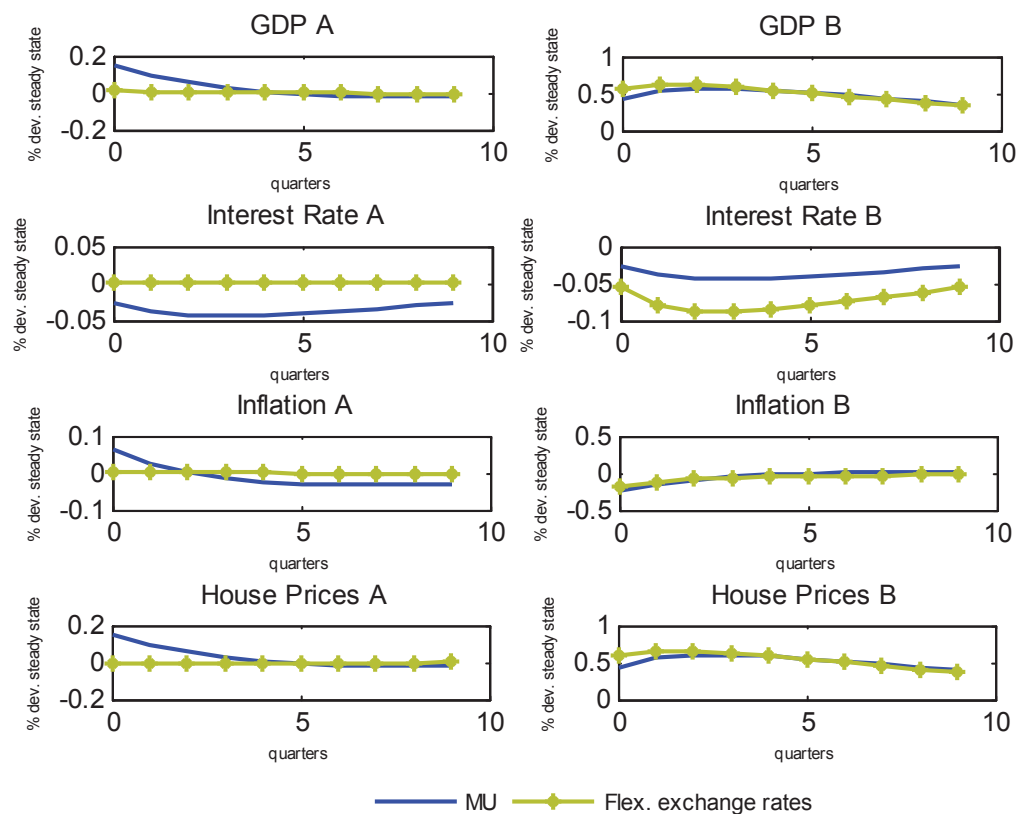 GDP A
% dev. steady state
0.2
0
-0.2
0
5
10
quarters
GDP B
% dev. steady state
1
0.5
0
0
5
10
quarters
Interest Rate A
% dev. steady state
0.05
0
-0.05
0
5
10
quarters
Interest Rate B
% dev. steady state
0
-0.05
-0.1
0
5
10
quarters
Inflation A
% dev. steady state
0.1
0
-0.1
0
5
10
quarters
Inflation B
% dev. steady state
0.5
0
-0.5
0
5
10
quarters
House Prices A
% dev. steady state
0.2
0
-0.2
0
5
10
quarters
House Prices B
% dev. steady state
1
0.5
0
0
5
10
quarters
MU
Flex. exchange rates